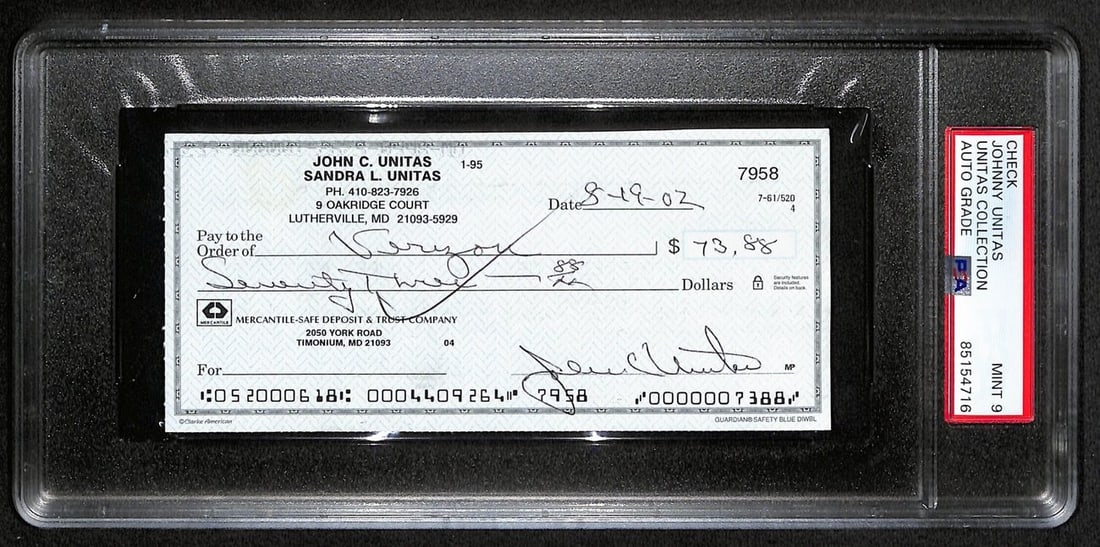 JOHN C. UNITAS 1-95
SANDRA L. UNITAS
PH. 410-823-7926
9 OAKRIDGE COURT
LUTHERVILLE, MD 21093-5929
7958
Date 8-19-02
7-61/520
4
Pay to the
Order of Verizon $ 73,88
Seventy Three 88/xx Dollars
Security features
are included.
Details on back.
MERCANTILE
MERCANTILE-SAFE DEPOSIT & TRUST COMPANY
2050 YORK ROAD
TIMONIUM, MD 21093 04
For John C Unitas MP
⑆052000618⑆ 0004409264⑈ 7958 ⑈0000007388⑈
©Clarke American
GUARDIAN® SAFETY BLUE DIWBL
CHECK
JOHNNY UNITAS
UNITAS COLLECTION
AUTO GRADE MINT 9
PSA 85154716